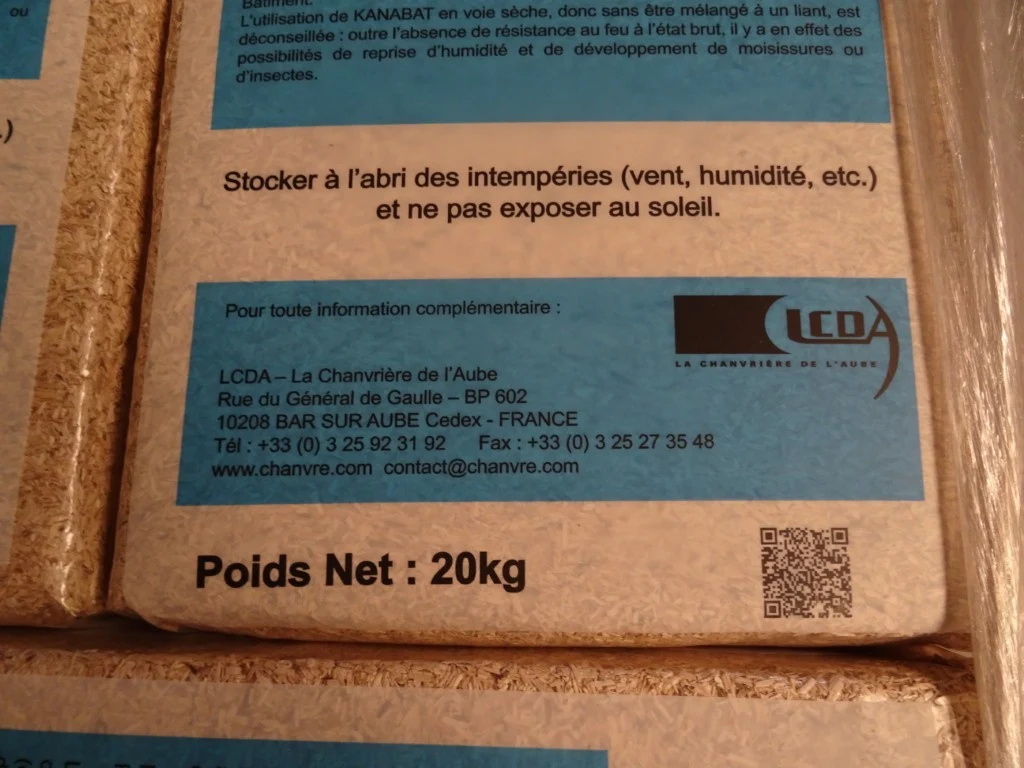 ou
Bâtiment.
L'utilisation de KANABAT en voie sèche, donc sans être mélangé à un liant, est
déconseillée : outre l'absence de résistance au feu à l'état brut, il y a en effet des
possibilités de reprise d'humidité et de développement de moisissures ou
d'insectes.
.)
Stocker à l'abri des intempéries (vent, humidité, etc.)
et ne pas exposer au soleil.
Pour toute information complémentaire :
LCDA
LA CHANVRIÈRE DE L'AUBE
LCDA – La Chanvrière de l'Aube
Rue du Général de Gaulle – BP 602
10208 BAR SUR AUBE Cedex - FRANCE
Tél : +33 (0) 3 25 92 31 92 Fax : +33 (0) 3 25 27 35 48
www.chanvre.com contact@chanvre.com
Poids Net : 20kg